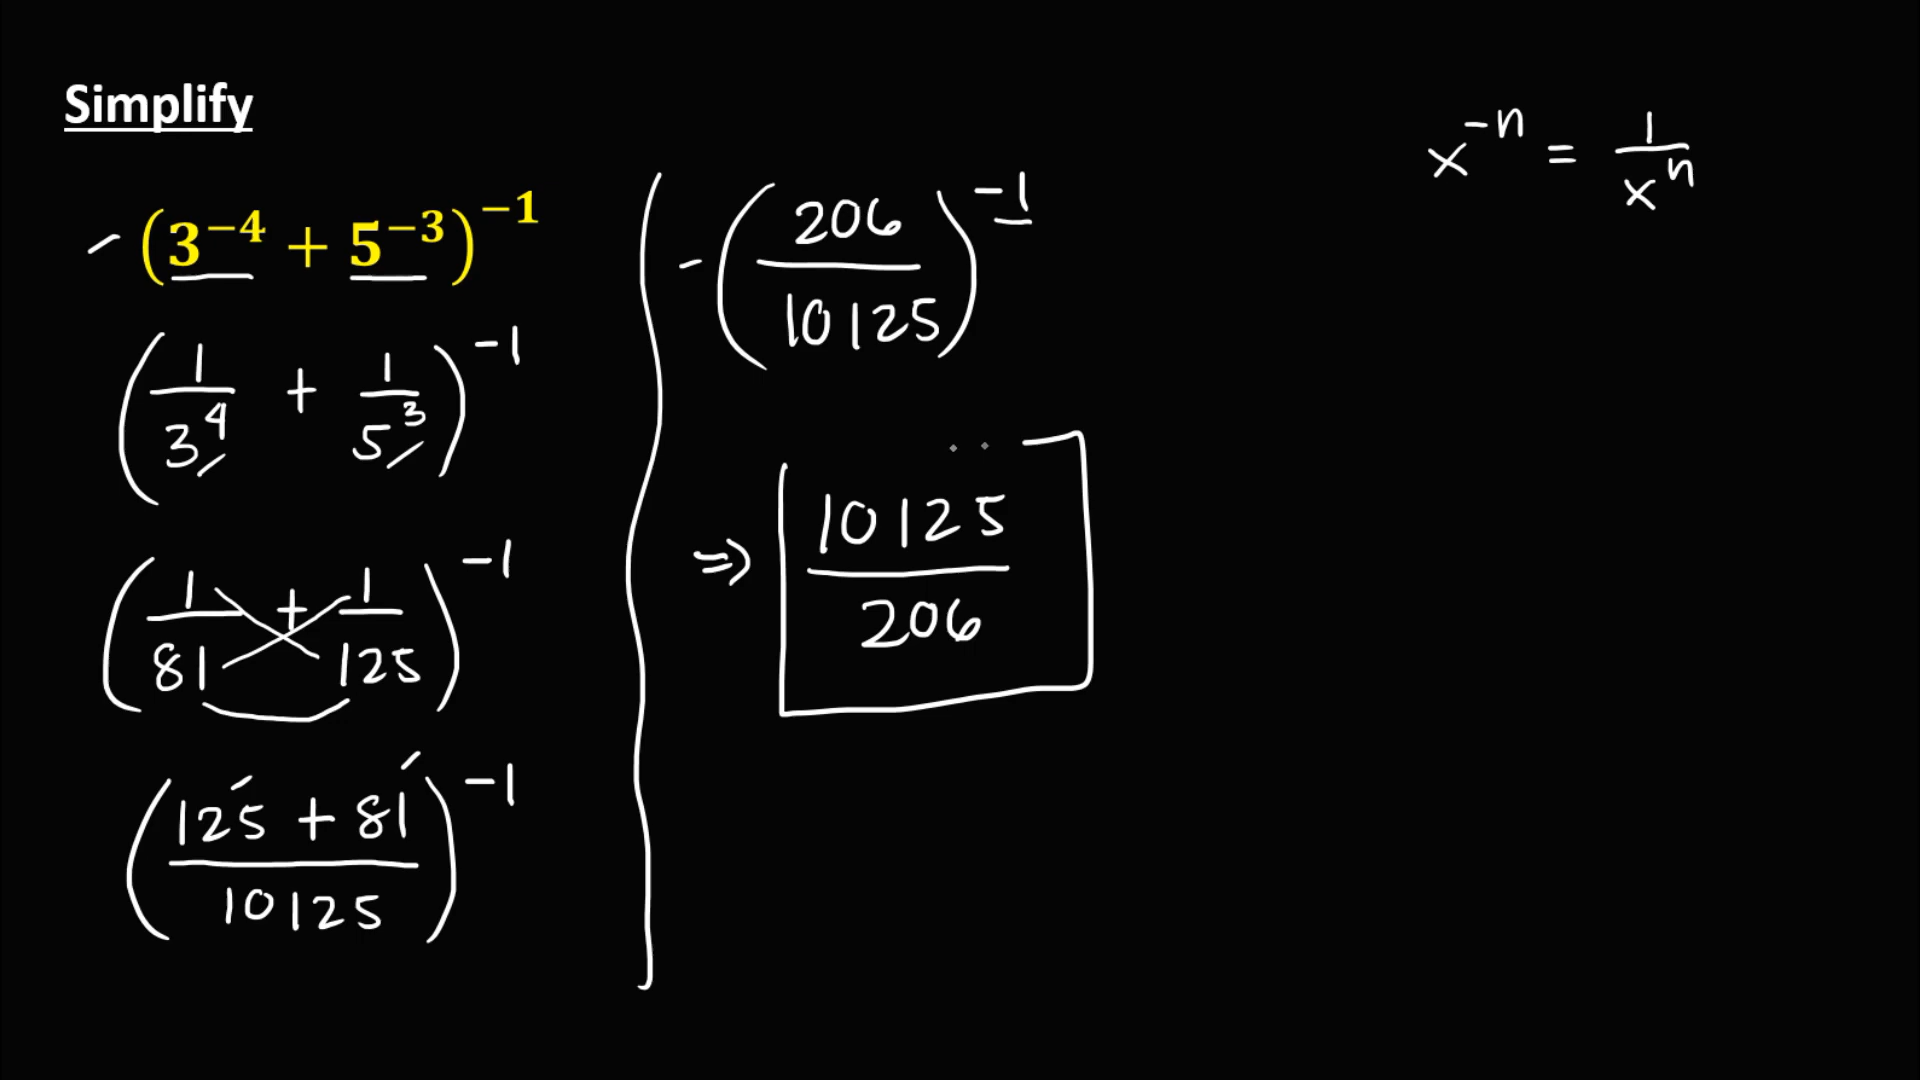 Simplify
- (3^{-4} + 5^{-3})^{-1}
(1/3^4 + 1/5^3)^{-1}
(1/81 + 1/125)^{-1}
((125 + 81)/10125)^{-1}
- (206/10125)^{-1}
⇒ 10125/206
x^{-n} = 1/x^n